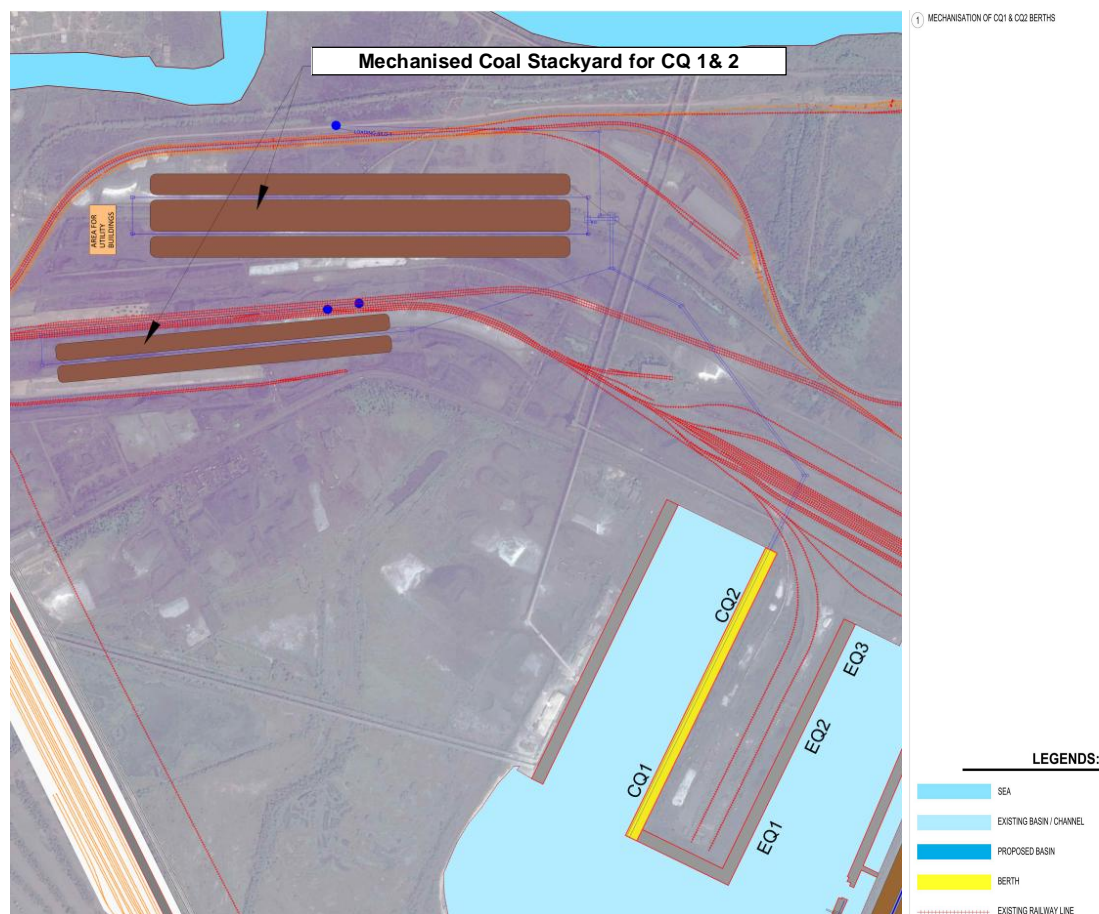 1 MECHANISATION OF CQ1 & CQ2 BERTHS
Mechanised Coal Stackyard for CQ 1& 2
AREA FOR
UTILITY
BUILDINGS
CQ2
CQ1
EQ3
EQ2
EQ1
LEGENDS:
SEA
EXISTING BASIN / CHANNEL
PROPOSED BASIN
BERTH
EXISTING RAILWAY LINE